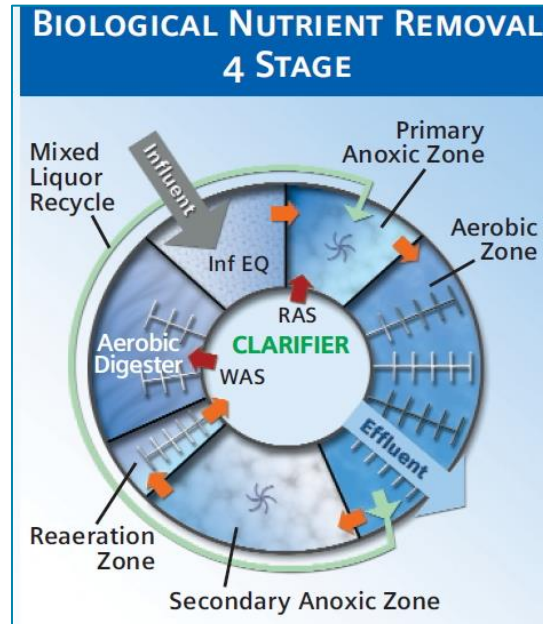 BIOLOGICAL NUTRIENT REMOVAL
4 STAGE
Mixed
Liquor
Recycle
Influent
Primary
Anoxic Zone
Aerobic
Zone
Inf EQ
RAS
CLARIFIER
Aerobic
Digester
WAS
Effluent
Reaeration
Zone
Secondary Anoxic Zone